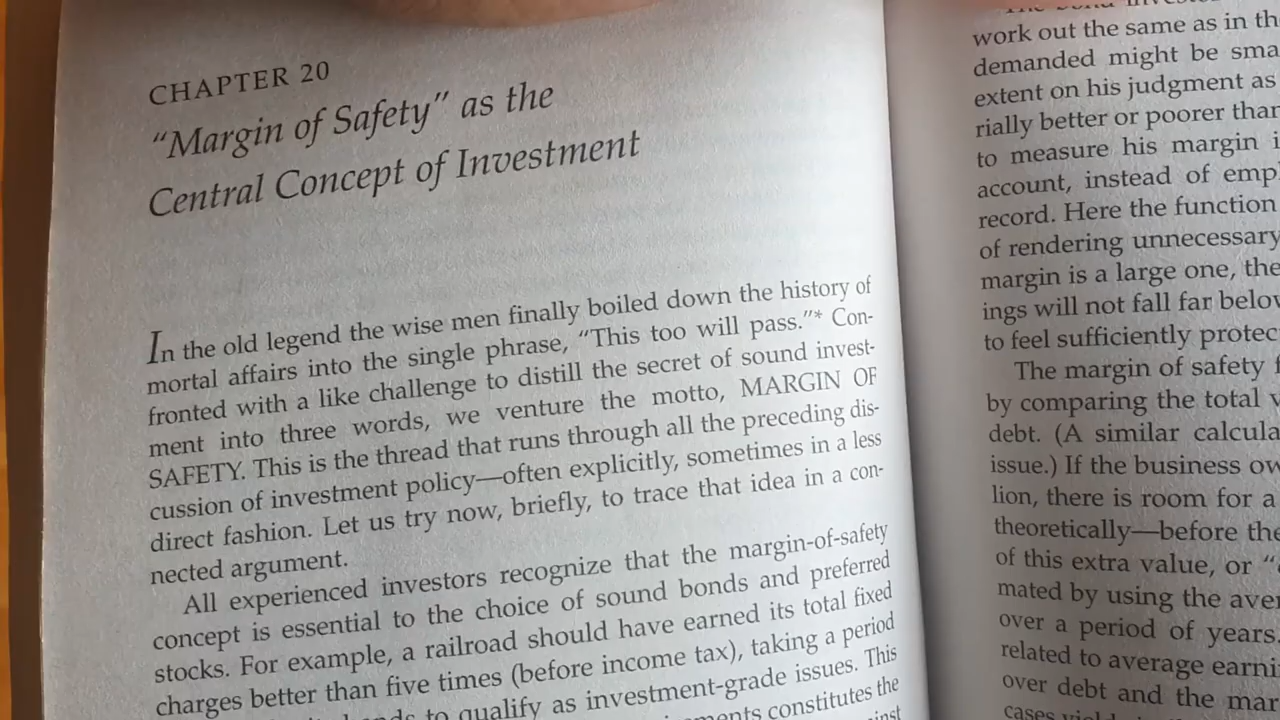 CHAPTER 20
“Margin of Safety” as the
Central Concept of Investment
In the old legend the wise men finally boiled down the history of
mortal affairs into the single phrase, “This too will pass.”* Con-
fronted with a like challenge to distill the secret of sound invest-
ment into three words, we venture the motto, MARGIN OF
SAFETY. This is the thread that runs through all the preceding dis-
cussion of investment policy—often explicitly, sometimes in a less
direct fashion. Let us try now, briefly, to trace that idea in a con-
nected argument.
All experienced investors recognize that the margin-of-safety
concept is essential to the choice of sound bonds and preferred
stocks. For example, a railroad should have earned its total fixed
charges better than five times (before income tax), taking a period
to qualify as investment-grade issues. This
constitutes the
work out the same as in
demanded might be
extent on his judgment as
rially better or poorer than
to measure his margin
account, instead of
record. Here the function
of rendering unnecessary
margin is a large one, the
ings will not fall far
to feel sufficiently
The margin of safety
by comparing the total
debt. (A similar
issue.) If the business
lion, there is room for a
theoretically—before the
of this extra value, or
mated by using the
over a period of years.
related to average
over debt and the
cases